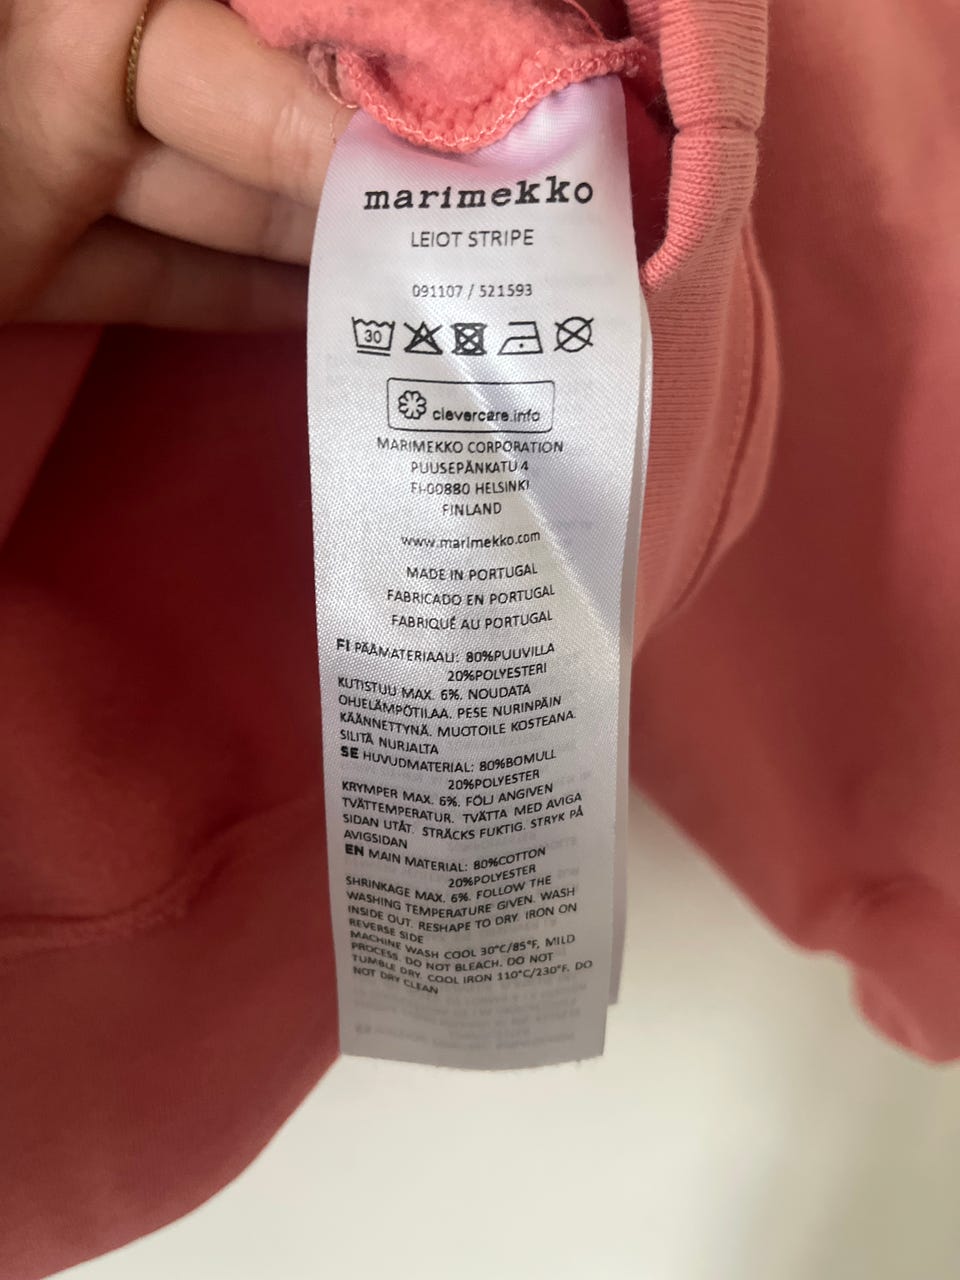 marimekko
LEIOT STRIPE
091107 / 521593
30
clevercare.info
MARIMEKKO CORPORATION
PUUSEPÄNKATU 4
FI-00880 HELSINKI
FINLAND
www.marimekko.com
MADE IN PORTUGAL
FABRICADO EN PORTUGAL
FABRIQUÉ AU PORTUGAL
FI PÄÄMATERIAALI: 80%PUUVILLA
20%POLYESTERI
KUTISTUU MAX. 6%. NOUDATA
OHJELÄMPÖTILAA. PESE NURINPÄIN
KÄÄNNETTYNÄ. MUOTOILE KOSTEANA.
SILITÄ NURJALTA
SE HUVUDMATERIAL: 80%BOMULL
20%POLYESTER
KRYMPER MAX. 6%. FÖLJ ANGIVEN
TVÄTTEMPERATUR. TVÄTTA MED AVIGA
SIDAN UTÅT. STRÄCKS FUKTIG. STRYK PÅ
AVIGSIDAN
EN MAIN MATERIAL: 80%COTTON
20%POLYESTER
SHRINKAGE MAX. 6%. FOLLOW THE
WASHING TEMPERATURE GIVEN. WASH
INSIDE OUT. RESHAPE TO DRY. IRON ON
REVERSE SIDE
MACHINE WASH COOL 30°C/85°F, MILD
PROCESS. DO NOT BLEACH. DO NOT
TUMBLE DRY. COOL IRON 110°C/230°F. DO
NOT DRY CLEAN